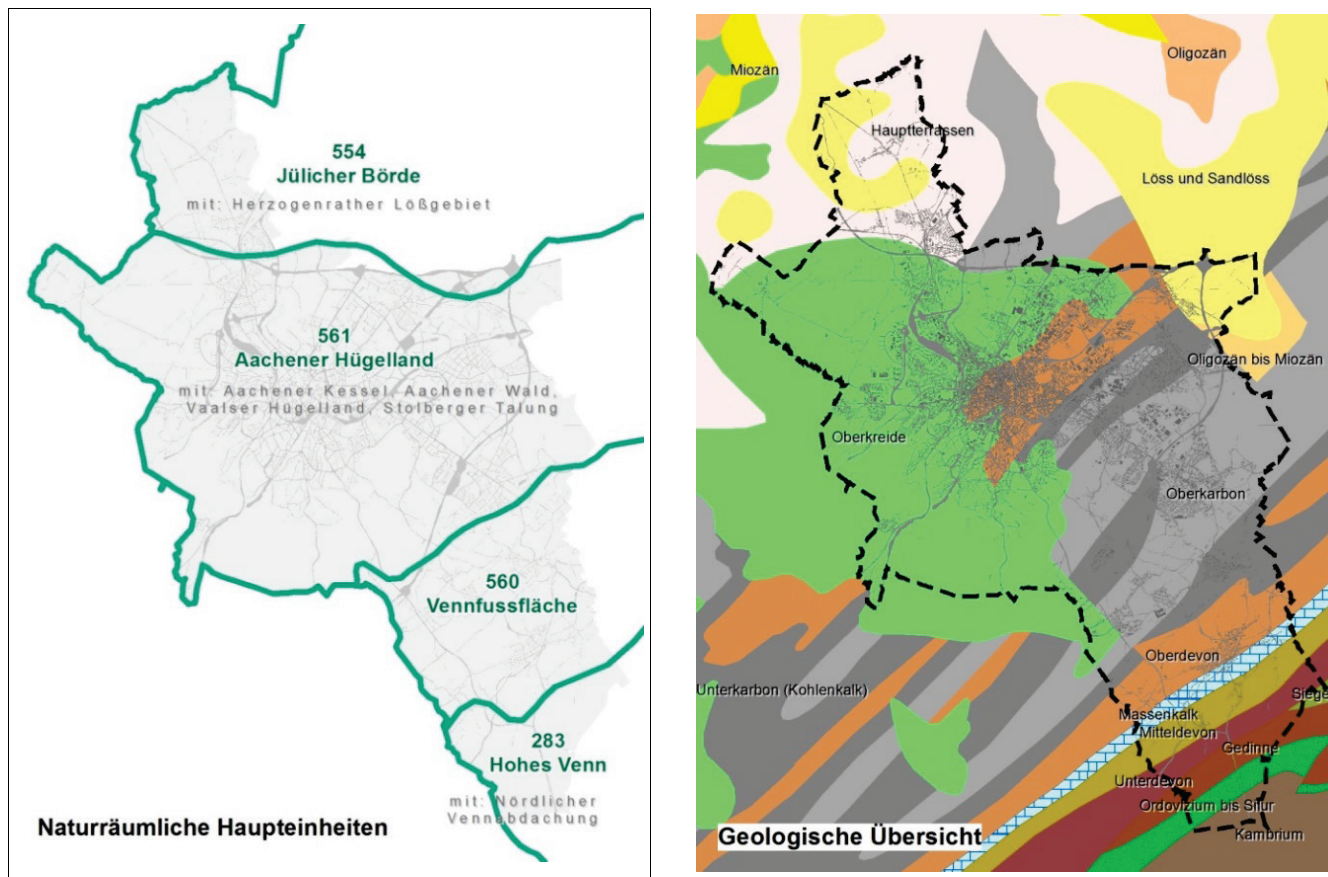 554
Jülicher Börde
mit: Herzogenrather Lößgebiet
561
Aachener Hügelland
mit: Aachener Kessel, Aachener Wald,
Vaalser Hügelland, Stolberger Talung
560
Vennfussfläche
283
Hohes Venn
mit: Nördlicher
Vennabdachung
Naturräumliche Haupteinheiten
Oligozän
Miozän
Hauptterrassen
Löss und Sandlöss
Oligozän bis Miozän
Oberkreide
Oberkarbon
Oberdevon
Unterkarbon (Kohlenkalk)
Siege
Massenkalk
Mitteldevon
Gedinne
Unterdevon
Ordovizium bis Silur
Kambrium
Geologische Übersicht